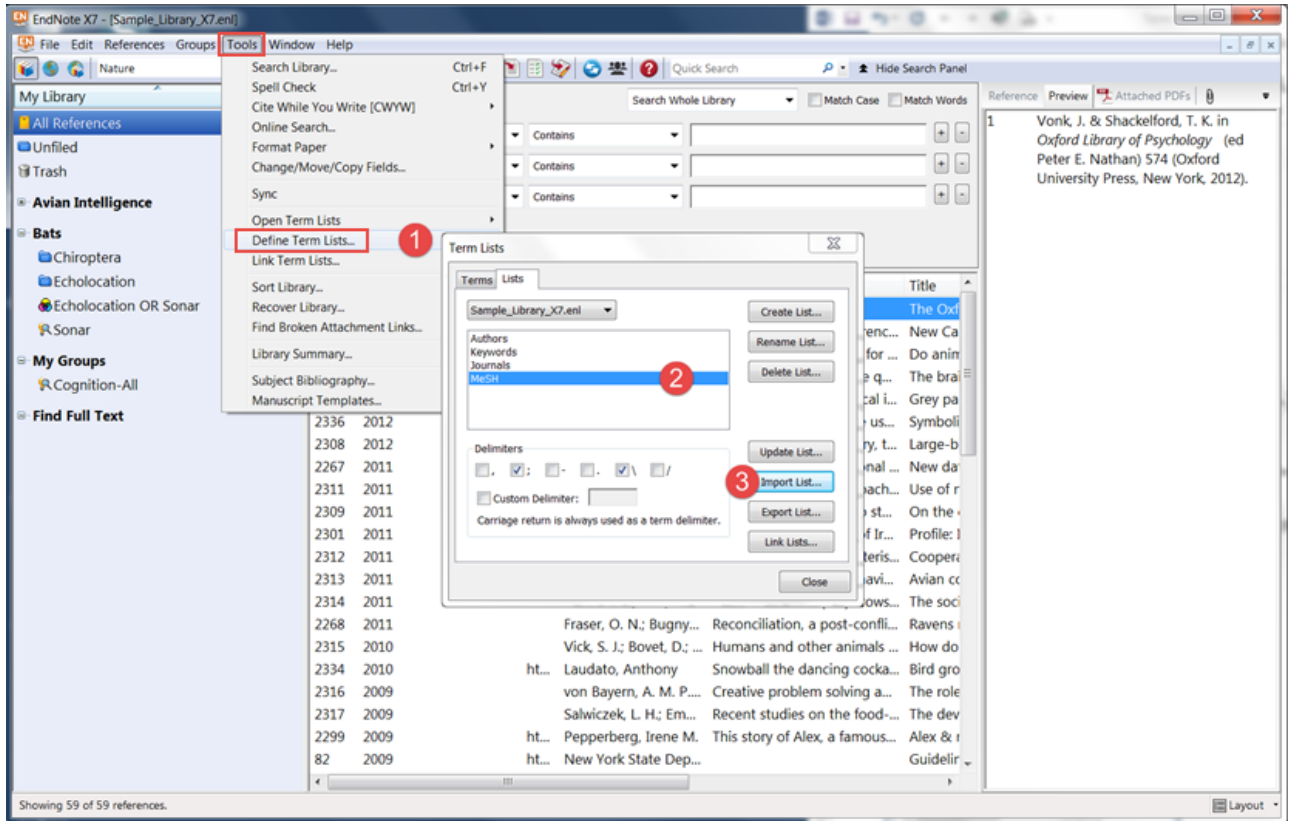 EndNote X7 - [Sample_Library_X7.enl]
File Edit References Groups Tools Window Help
Nature
Quick Search
Hide Search Panel
My Library
All References
Unfiled
Trash
Avian Intelligence
Bats
Chiroptera
Echolocation
Echolocation OR Sonar
Sonar
My Groups
Cognition-All
Find Full Text
Search Library... Ctrl+F
Spell Check Ctrl+Y
Cite While You Write [CWYW]
Online Search...
Format Paper
Change/Move/Copy Fields...
Sync
Open Term Lists
Define Term Lists...
1
Link Term Lists...
Sort Library...
Recover Library...
Find Broken Attachment Links...
Library Summary...
Subject Bibliography...
Manuscript Templates...
Search Whole Library Match Case Match Words
Contains + -
Contains + -
Contains + -
Term Lists
Terms Lists
Sample_Library_X7.enl
Authors
Keywords
Journals
MeSH
2
Create List...
Rename List...
Delete List...
Delimiters
, ; - . \ /
Custom Delimiter:
Carriage return is always used as a term delimiter.
Update List...
3
Import List...
Export List...
Link Lists...
Close
Title
The Oxf
renc... New Ca
for ... Do anim
e q... The brai
cal i... Grey pa
2336 2012 us... Symboli
2308 2012 ry, t... Large-b
2267 2011 onal ... New da
2311 2011 oach... Use of r
2309 2011 st... On the
2301 2011 of Ir... Profile:
2312 2011 teris... Coopera
2313 2011 avi... Avian co
2314 2011 ows... The soci
2268 2011 Fraser, O. N.; Bugny... Reconciliation, a post-confli... Ravens
2315 2010 Vick, S. J.; Bovet, D.; ... Humans and other animals ... How do
2334 2010 ht... Laudato, Anthony Snowball the dancing cocka... Bird gro
2316 2009 von Bayern, A. M. P.... Creative problem solving a... The role
2317 2009 Salwiczek, L. H.; Em... Recent studies on the food-... The dev
2299 2009 ht... Pepperberg, Irene M. This story of Alex, a famous... Alex &
82 2009 ht... New York State Dep... Guidelin
Reference Preview Attached PDFs
1 Vonk, J. & Shackelford, T. K. in
Oxford Library of Psychology (ed
Peter E. Nathan) 574 (Oxford
University Press, New York, 2012).
Showing 59 of 59 references.
Layout